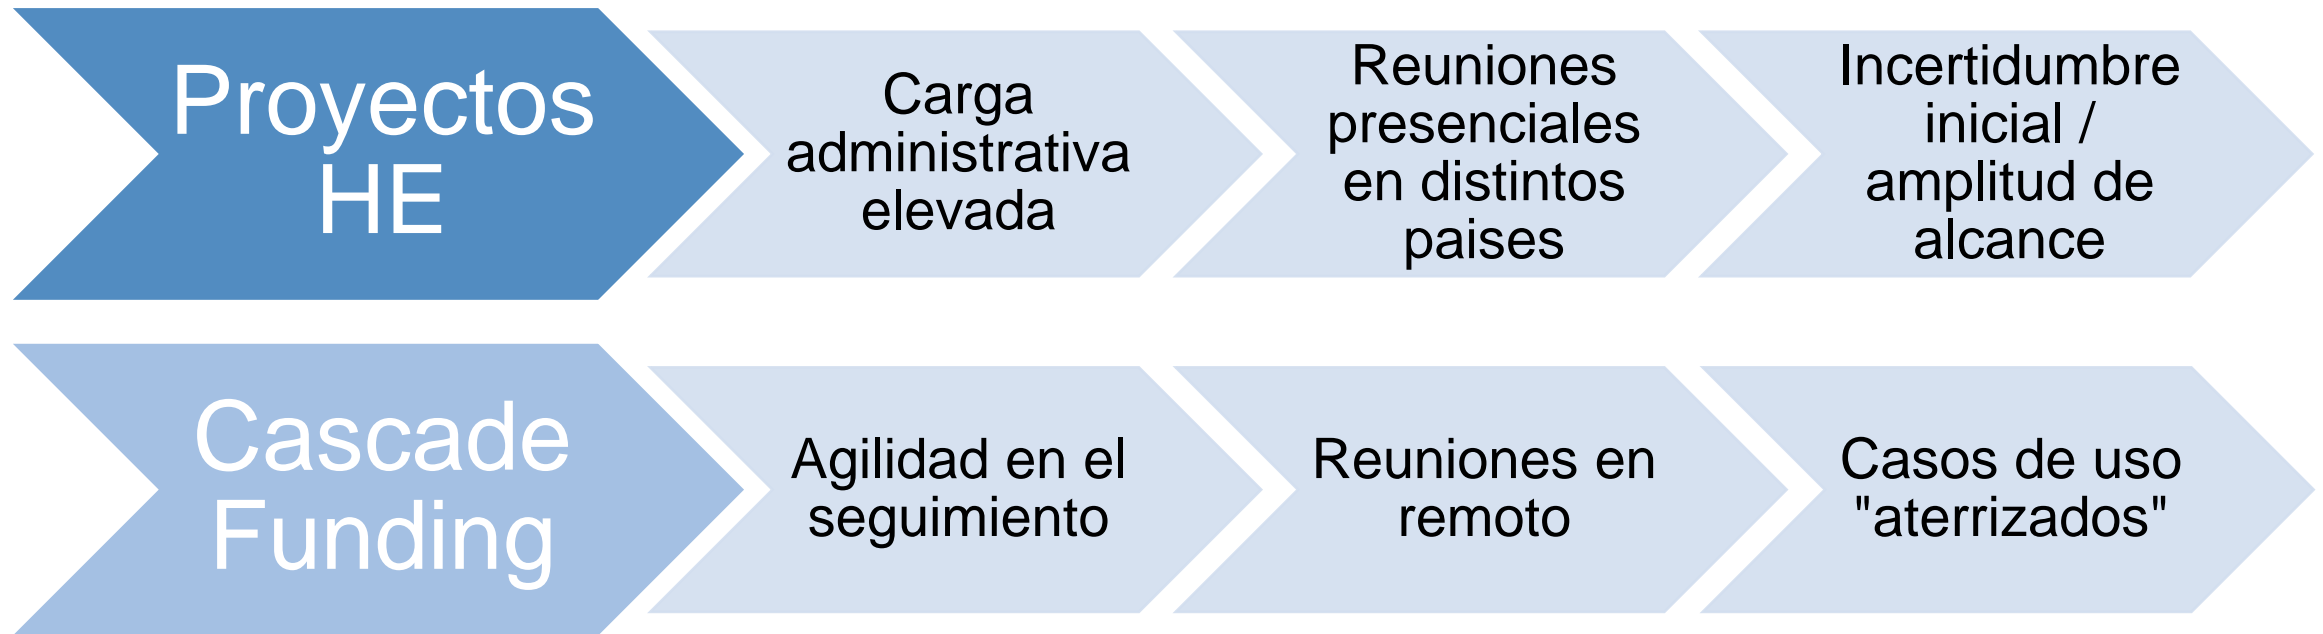 Proyectos
HE
Carga
administrativa
elevada
Reuniones
presenciales
en distintos
paises
Incertidumbre
inicial /
amplitud de
alcance
Cascade
Funding
Agilidad en el
seguimiento
Reuniones en
remoto
Casos de uso
"aterrizados"